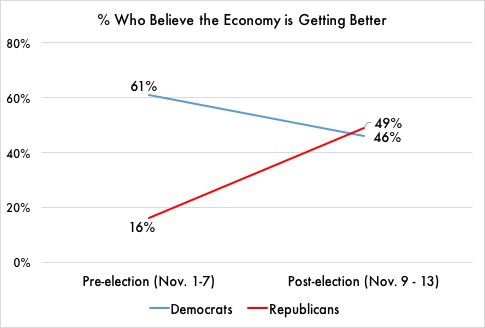 % Who Believe the Economy is Getting Better
80%
60%
40%
20%
0%
61%
16%
49%
46%
Pre-election (Nov. 1-7)
Post-election (Nov. 9 - 13)
Democrats
Republicans